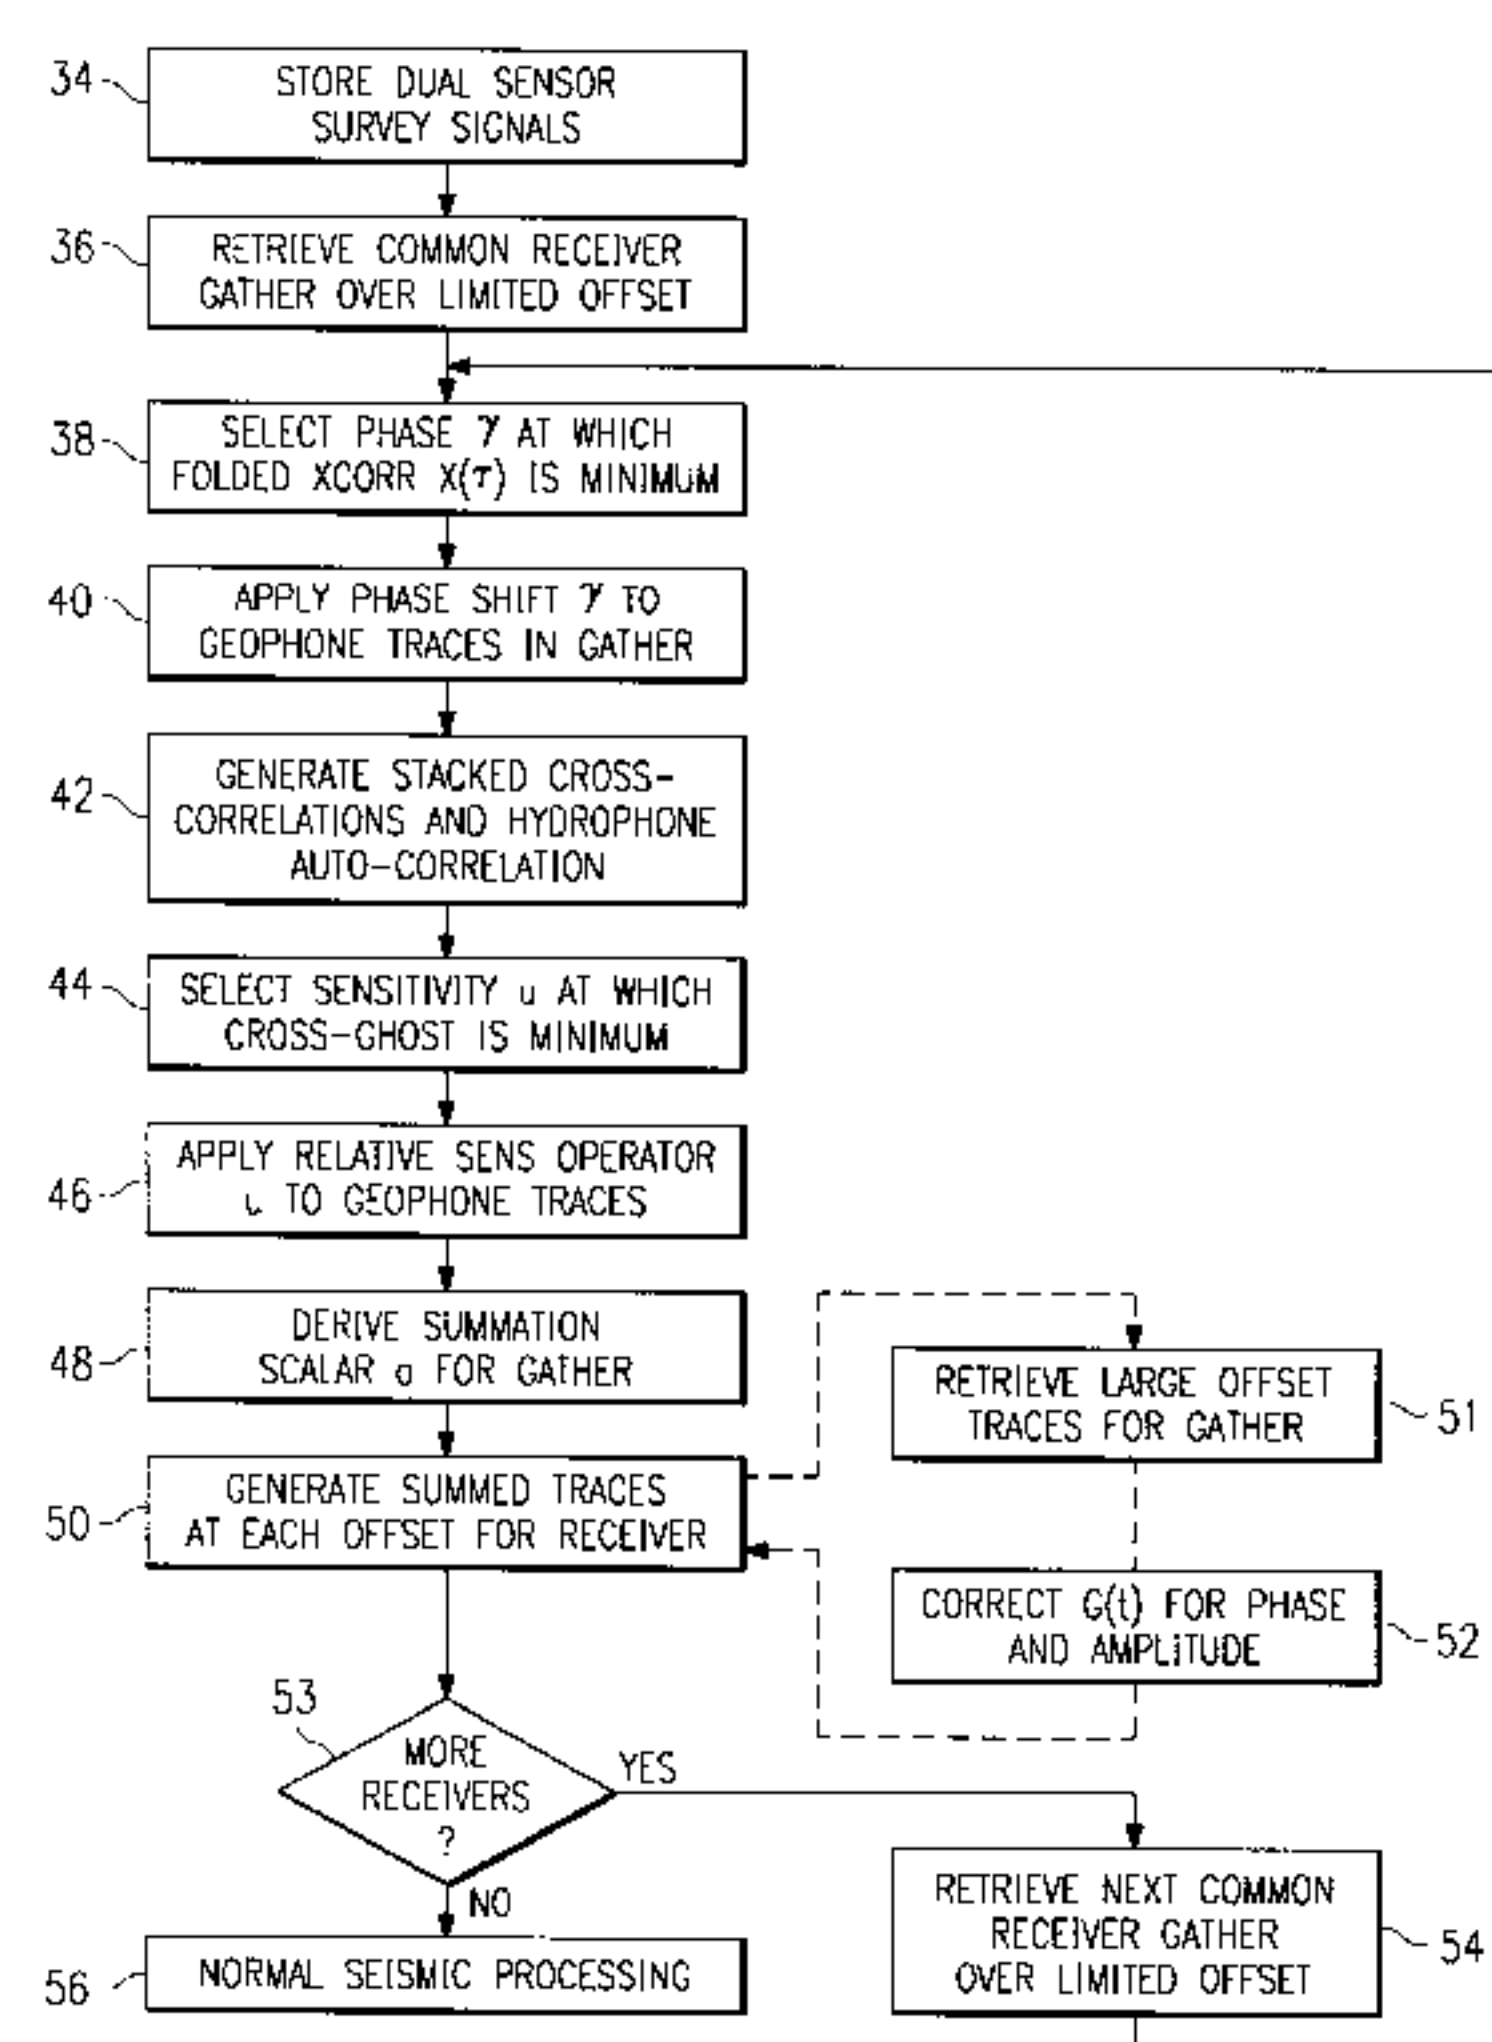 34
STORE DUAL SENSOR
SURVEY SIGNALS
36
RETRIEVE COMMON RECEIVER
GATHER OVER LIMITED OFFSET
38
SELECT PHASE γ AT WHICH
FOLDED XCORR X(τ) IS MINIMUM
40
APPLY PHASE SHIFT γ TO
GEOPHONE TRACES IN GATHER
42
GENERATE STACKED CROSS-
CORRELATIONS AND HYDROPHONE
AUTO-CORRELATION
44
SELECT SENSITIVITY u AT WHICH
CROSS-GHOST IS MINIMUM
46
APPLY RELATIVE SENS OPERATOR
u TO GEOPHONE TRACES
48
DERIVE SUMMATION
SCALAR a FOR GATHER
50
GENERATE SUMMED TRACES
AT EACH OFFSET FOR RECEIVER
RETRIEVE LARGE OFFSET
TRACES FOR GATHER
51
CORRECT G(t) FOR PHASE
AND AMPLITUDE
52
53
MORE
RECEIVERS
?
YES
NO
RETRIEVE NEXT COMMON
RECEIVER GATHER
OVER LIMITED OFFSET
54
56
NORMAL SEISMIC PROCESSING